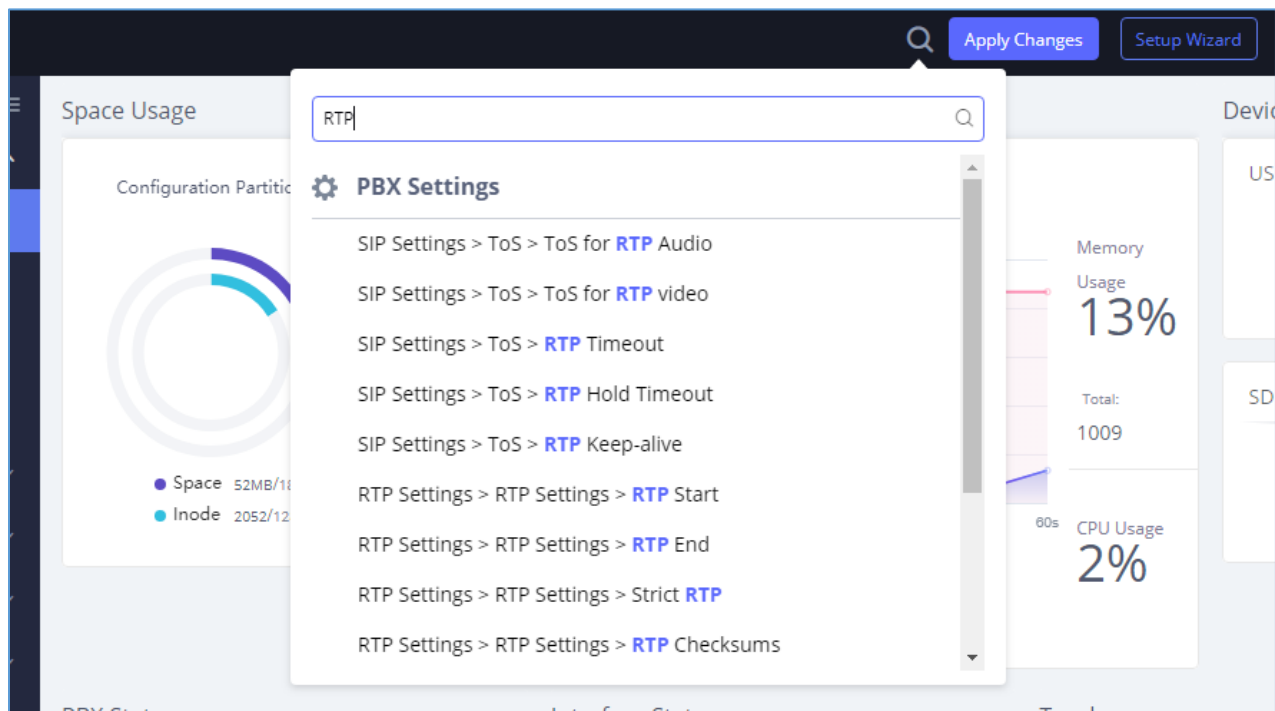 Apply Changes
Setup Wizard
Space Usage
RTP
PBX Settings
SIP Settings > ToS > ToS for RTP Audio
SIP Settings > ToS > ToS for RTP video
SIP Settings > ToS > RTP Timeout
SIP Settings > ToS > RTP Hold Timeout
SIP Settings > ToS > RTP Keep-alive
RTP Settings > RTP Settings > RTP Start
RTP Settings > RTP Settings > RTP End
RTP Settings > RTP Settings > Strict RTP
RTP Settings > RTP Settings > RTP Checksums
Configuration
Space 52MB/18
Inode 2052/12
60s
Memory
Usage
13%
Total:
1009
CPU Usage
2%
US
SD